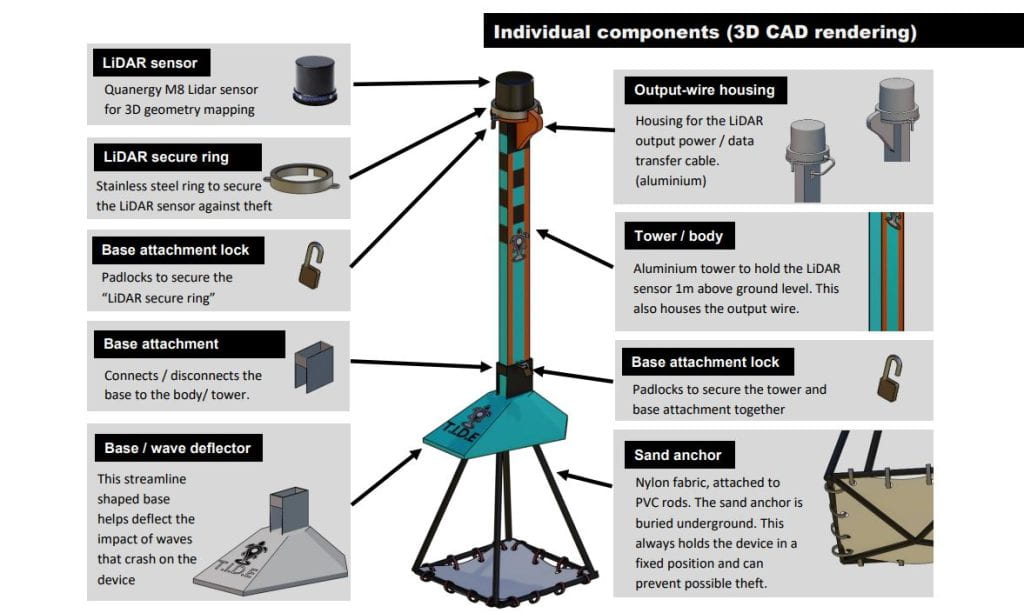 Individual components (3D CAD rendering)
LiDAR sensor
Quanergy M8 Lidar sensor
for 3D geometry mapping
LiDAR secure ring
Stainless steel ring to secure
the LiDAR sensor against theft
Base attachment lock
Padlocks to secure the
“LiDAR secure ring”
Base attachment
Connects / disconnects the
base to the body/ tower.
Base / wave deflector
This streamline
shaped base
helps deflect the
impact of waves
that crash on the
device
T.I.D.E
T.I.D.E
Output-wire housing
Housing for the LiDAR
output power / data
transfer cable.
(aluminium)
Tower / body
Aluminium tower to hold the LiDAR
sensor 1m above ground level. This
also houses the output wire.
Base attachment lock
Padlocks to secure the tower and
base attachment together
Sand anchor
Nylon fabric, attached to
PVC rods. The sand anchor is
buried underground. This
always holds the device in a
fixed position and can
prevent possible theft.